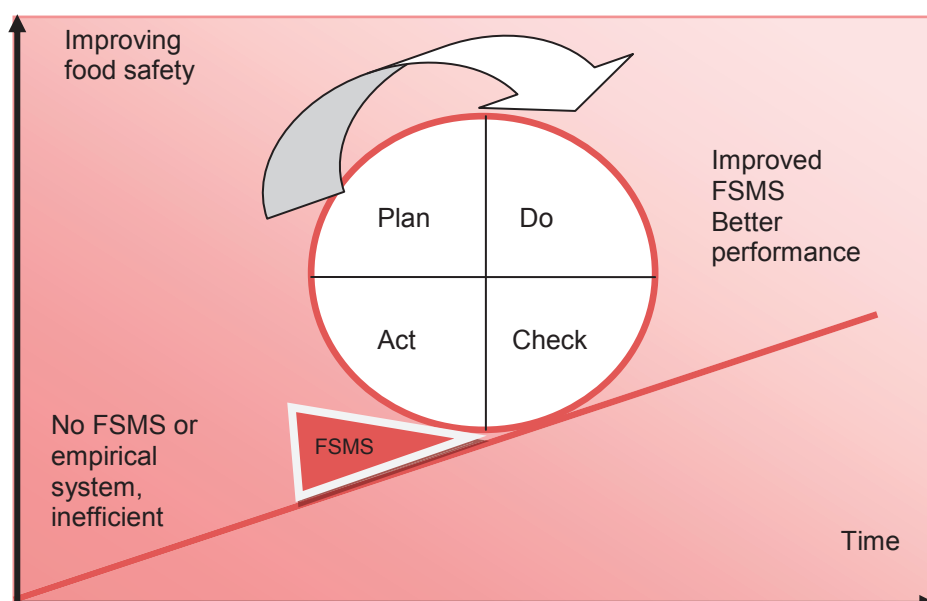 Improving
food safety
Plan
Do
Improved
FSMS
Better
performance
Act
Check
No FSMS or
empirical
system,
inefficient
FSMS
Time